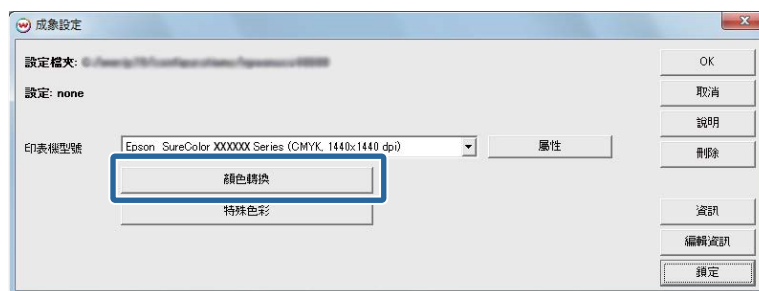 成象設定
設定檔夾:
OK
設定: none
取消
說明
印表機型號 Epson SureColor XXXXXX Series (CMYK, 1440x1440 dpi) 屬性
刪除
顏色轉換
特殊色彩
資訊
編輯資訊
鎖定